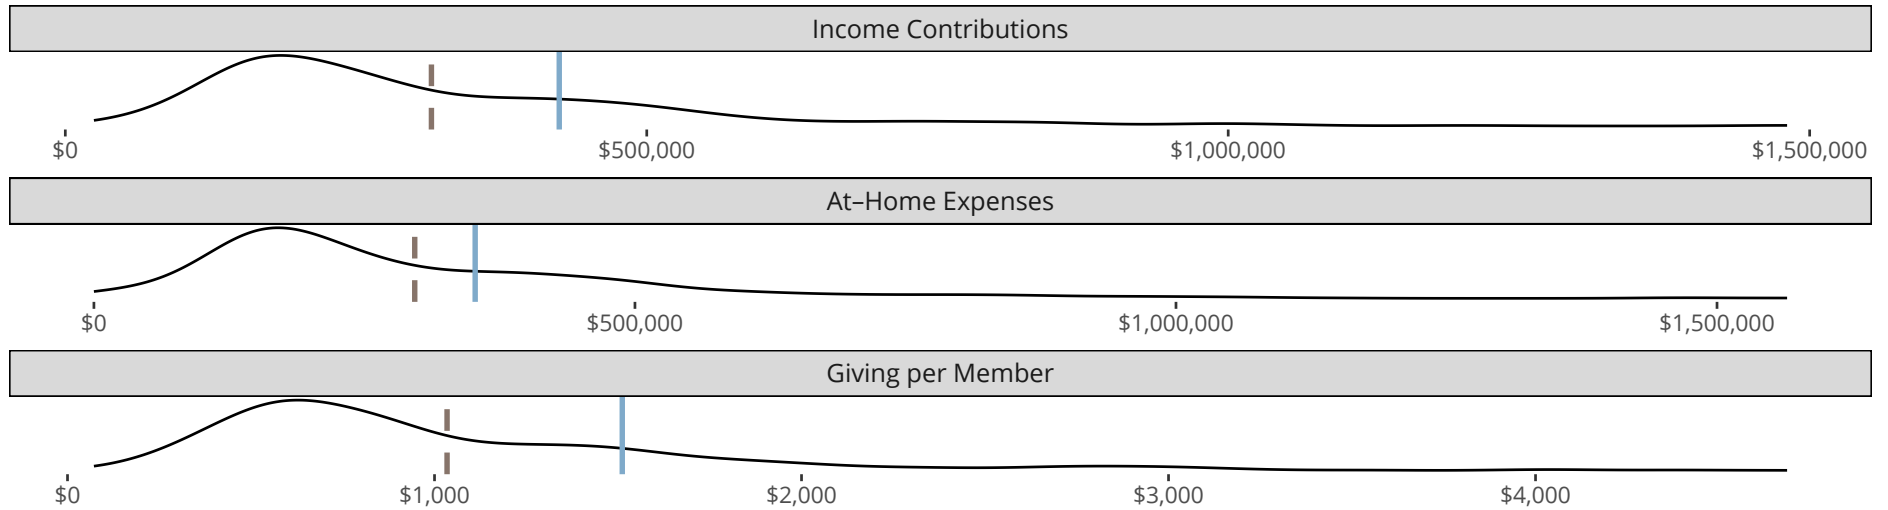 Income Contributions
$0 $500,000 $1,000,000 $1,500,000
At–Home Expenses
$0 $500,000 $1,000,000 $1,500,000
Giving per Member
$0 $1,000 $2,000 $3,000 $4,000